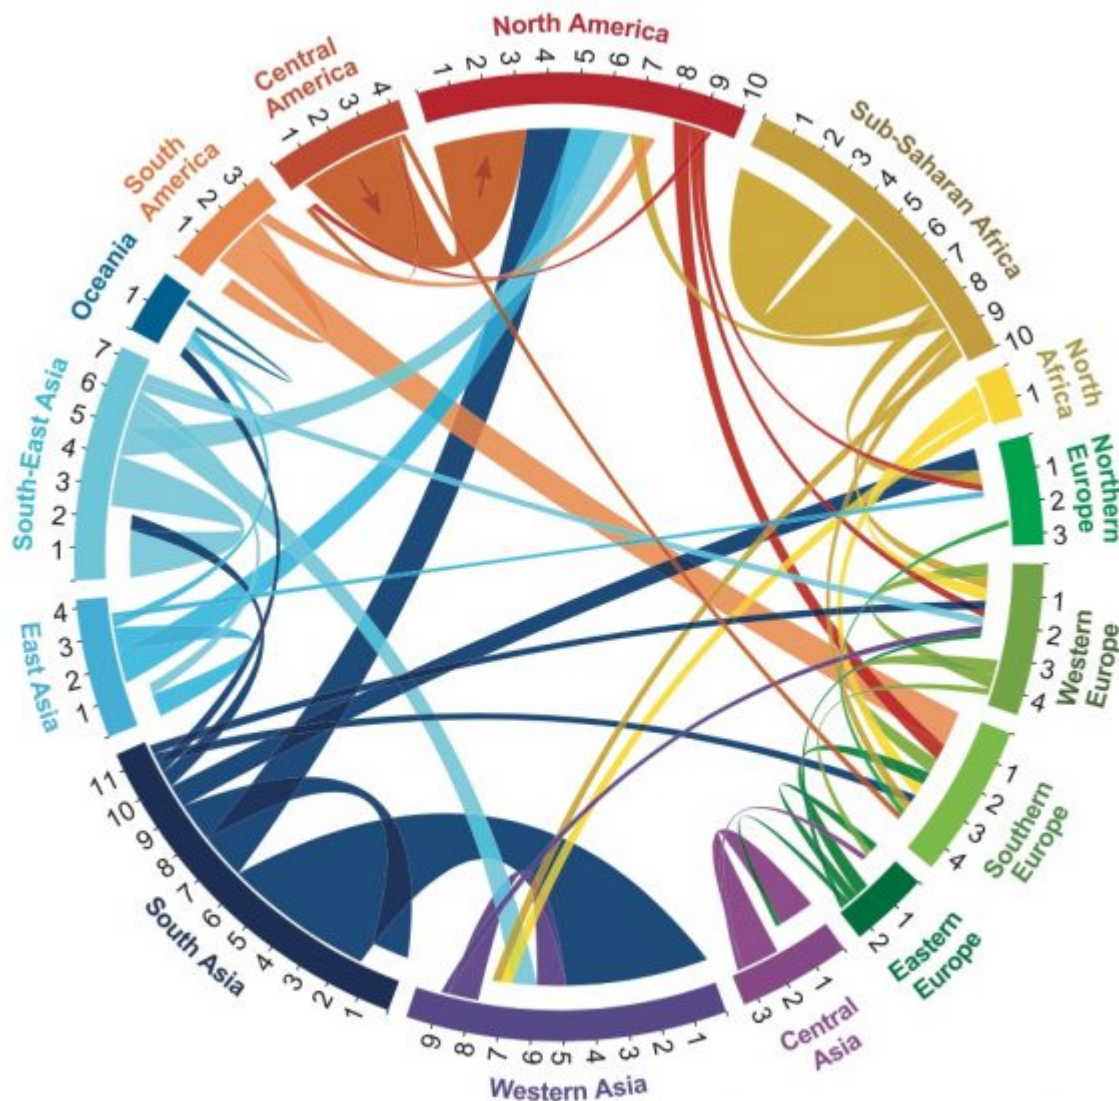 North America
1 2 3 4 5 6 7 8 9 10
Sub-Saharan Africa
1 2 3 4 5 6 7 8 9 10
North
Africa
1
Northern
Europe
1 2 3
Western
Europe
1 2 3 4
Southern
Europe
1 2 3 4
Eastern
Europe
1 2
Central
Asia
1 2 3
Western Asia
1 2 3 4 5 6 7 8 9
South Asia
1 2 3 4 5 6 7 8 9 10 11
East Asia
1 2 3 4
South-East Asia
1 2 3 4 5 6 7
Oceania
1
South
America
1 2 3
Central
America
1 2 3 4